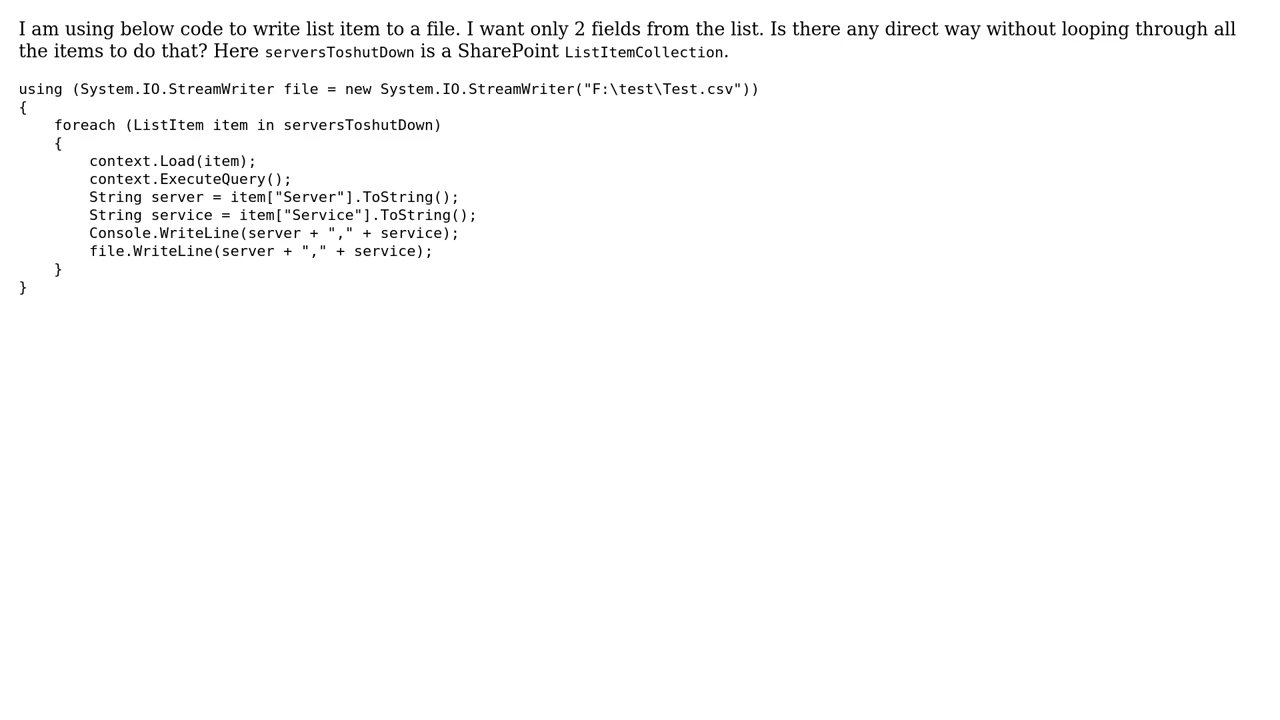 I am using below code to write list item to a file. I want only 2 fields from the list. Is there any direct way without looping through all
the items to do that? Here serversToshutDown is a SharePoint ListItemCollection.
using (System.IO.StreamWriter file = new System.IO.StreamWriter("F:\test\Test.csv"))
{
    foreach (ListItem item in serversToshutDown)
    {
        context.Load(item);
        context.ExecuteQuery();
        String server = item["Server"].ToString();
        String service = item["Service"].ToString();
        Console.WriteLine(server + "," + service);
        file.WriteLine(server + "," + service);
    }
}